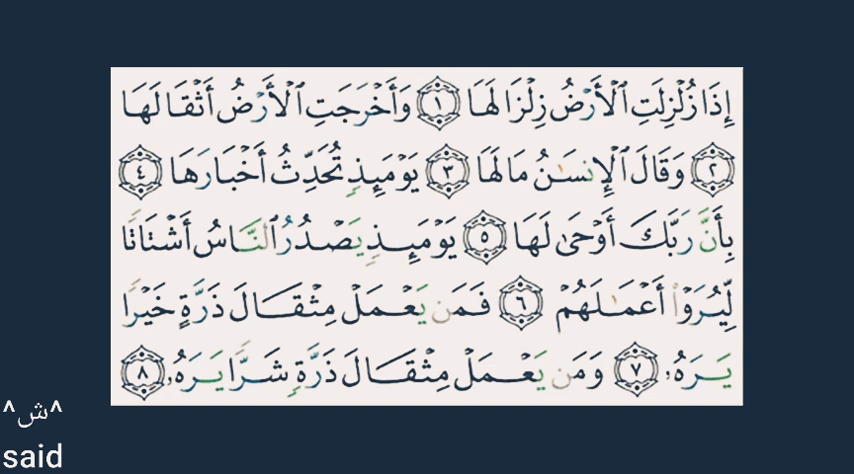 إِذَا زُلْزِلَتِ ٱلْأَرْضُ زِلْزَالَهَا ١ وَأَخْرَجَتِ ٱلْأَرْضُ أَثْقَالَهَا
٢ وَقَالَ ٱلْإِنسَٰنُ مَا لَهَا ٣ يَوْمَئِذٍ تُحَدِّثُ أَخْبَارَهَا ٤
بِأَنَّ رَبَّكَ أَوْحَىٰ لَهَا ٥ يَوْمَئِذٍ يَصْدُرُ ٱلنَّاسُ أَشْتَاتًا
لِّيُرَوْا۟ أَعْمَٰلَهُمْ ٦ فَمَن يَعْمَلْ مِثْقَالَ ذَرَّةٍ خَيْرًا
يَرَهُۥ ٧ وَمَن يَعْمَلْ مِثْقَالَ ذَرَّةٍ شَرًّا يَرَهُۥ ٨
^ش^
said